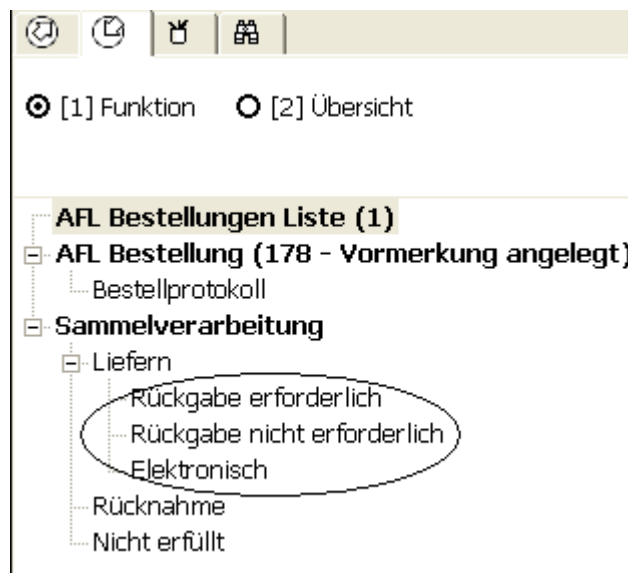 [1] Funktion [2] Übersicht
AFL Bestellungen Liste (1)
AFL Bestellung (178 - Vormerkung angelegt)
Bestellprotokoll
Sammelverarbeitung
Liefern
Rückgabe erforderlich
Rückgabe nicht erforderlich
Elektronisch
Rücknahme
Nicht erfüllt